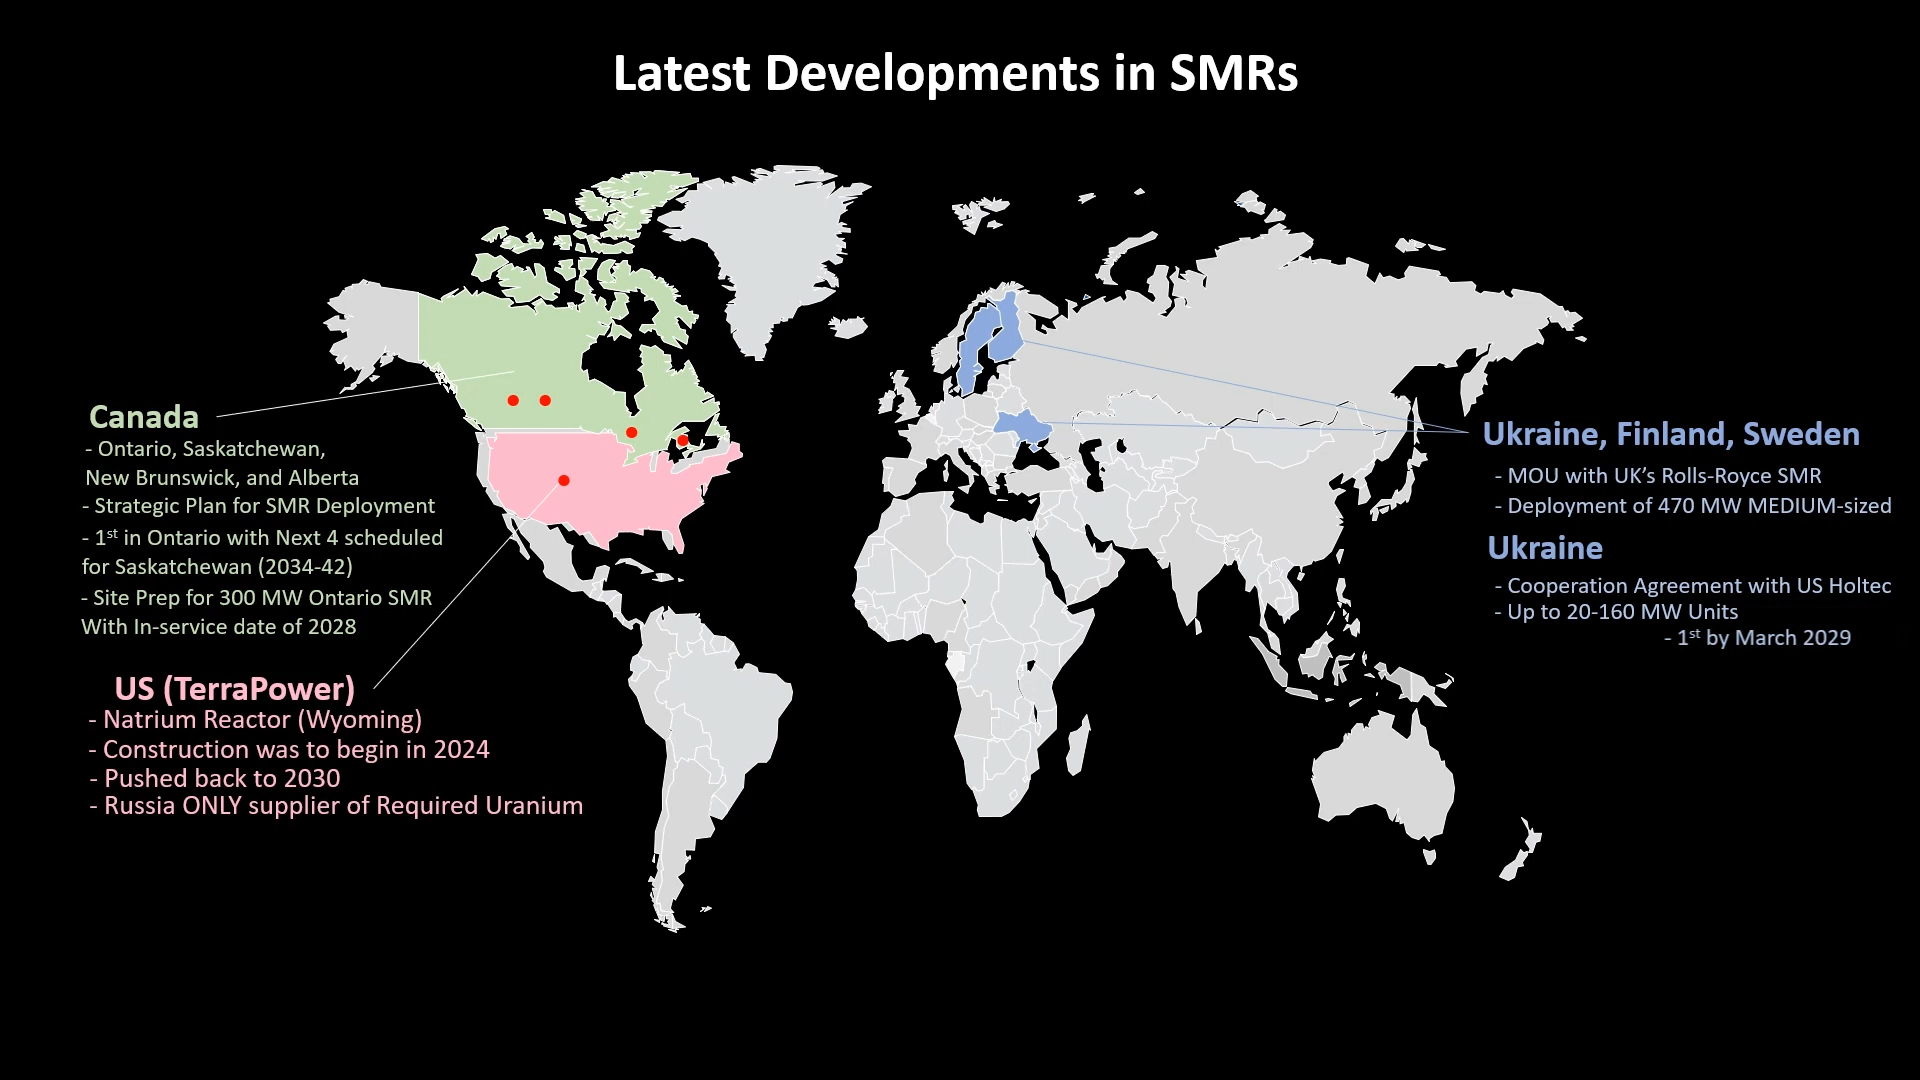 Latest Developments in SMRs
Canada
- Ontario, Saskatchewan,
New Brunswick, and Alberta
- Strategic Plan for SMR Deployment
- 1st in Ontario with Next 4 scheduled
for Saskatchewan (2034-42)
- Site Prep for 300 MW Ontario SMR
With In-service date of 2028
US (TerraPower)
- Natrium Reactor (Wyoming)
- Construction was to begin in 2024
- Pushed back to 2030
- Russia ONLY supplier of Required Uranium
Ukraine, Finland, Sweden
- MOU with UK’s Rolls-Royce SMR
- Deployment of 470 MW MEDIUM-sized
Ukraine
- Cooperation Agreement with US Holtec
- Up to 20-160 MW Units
- 1st by March 2029